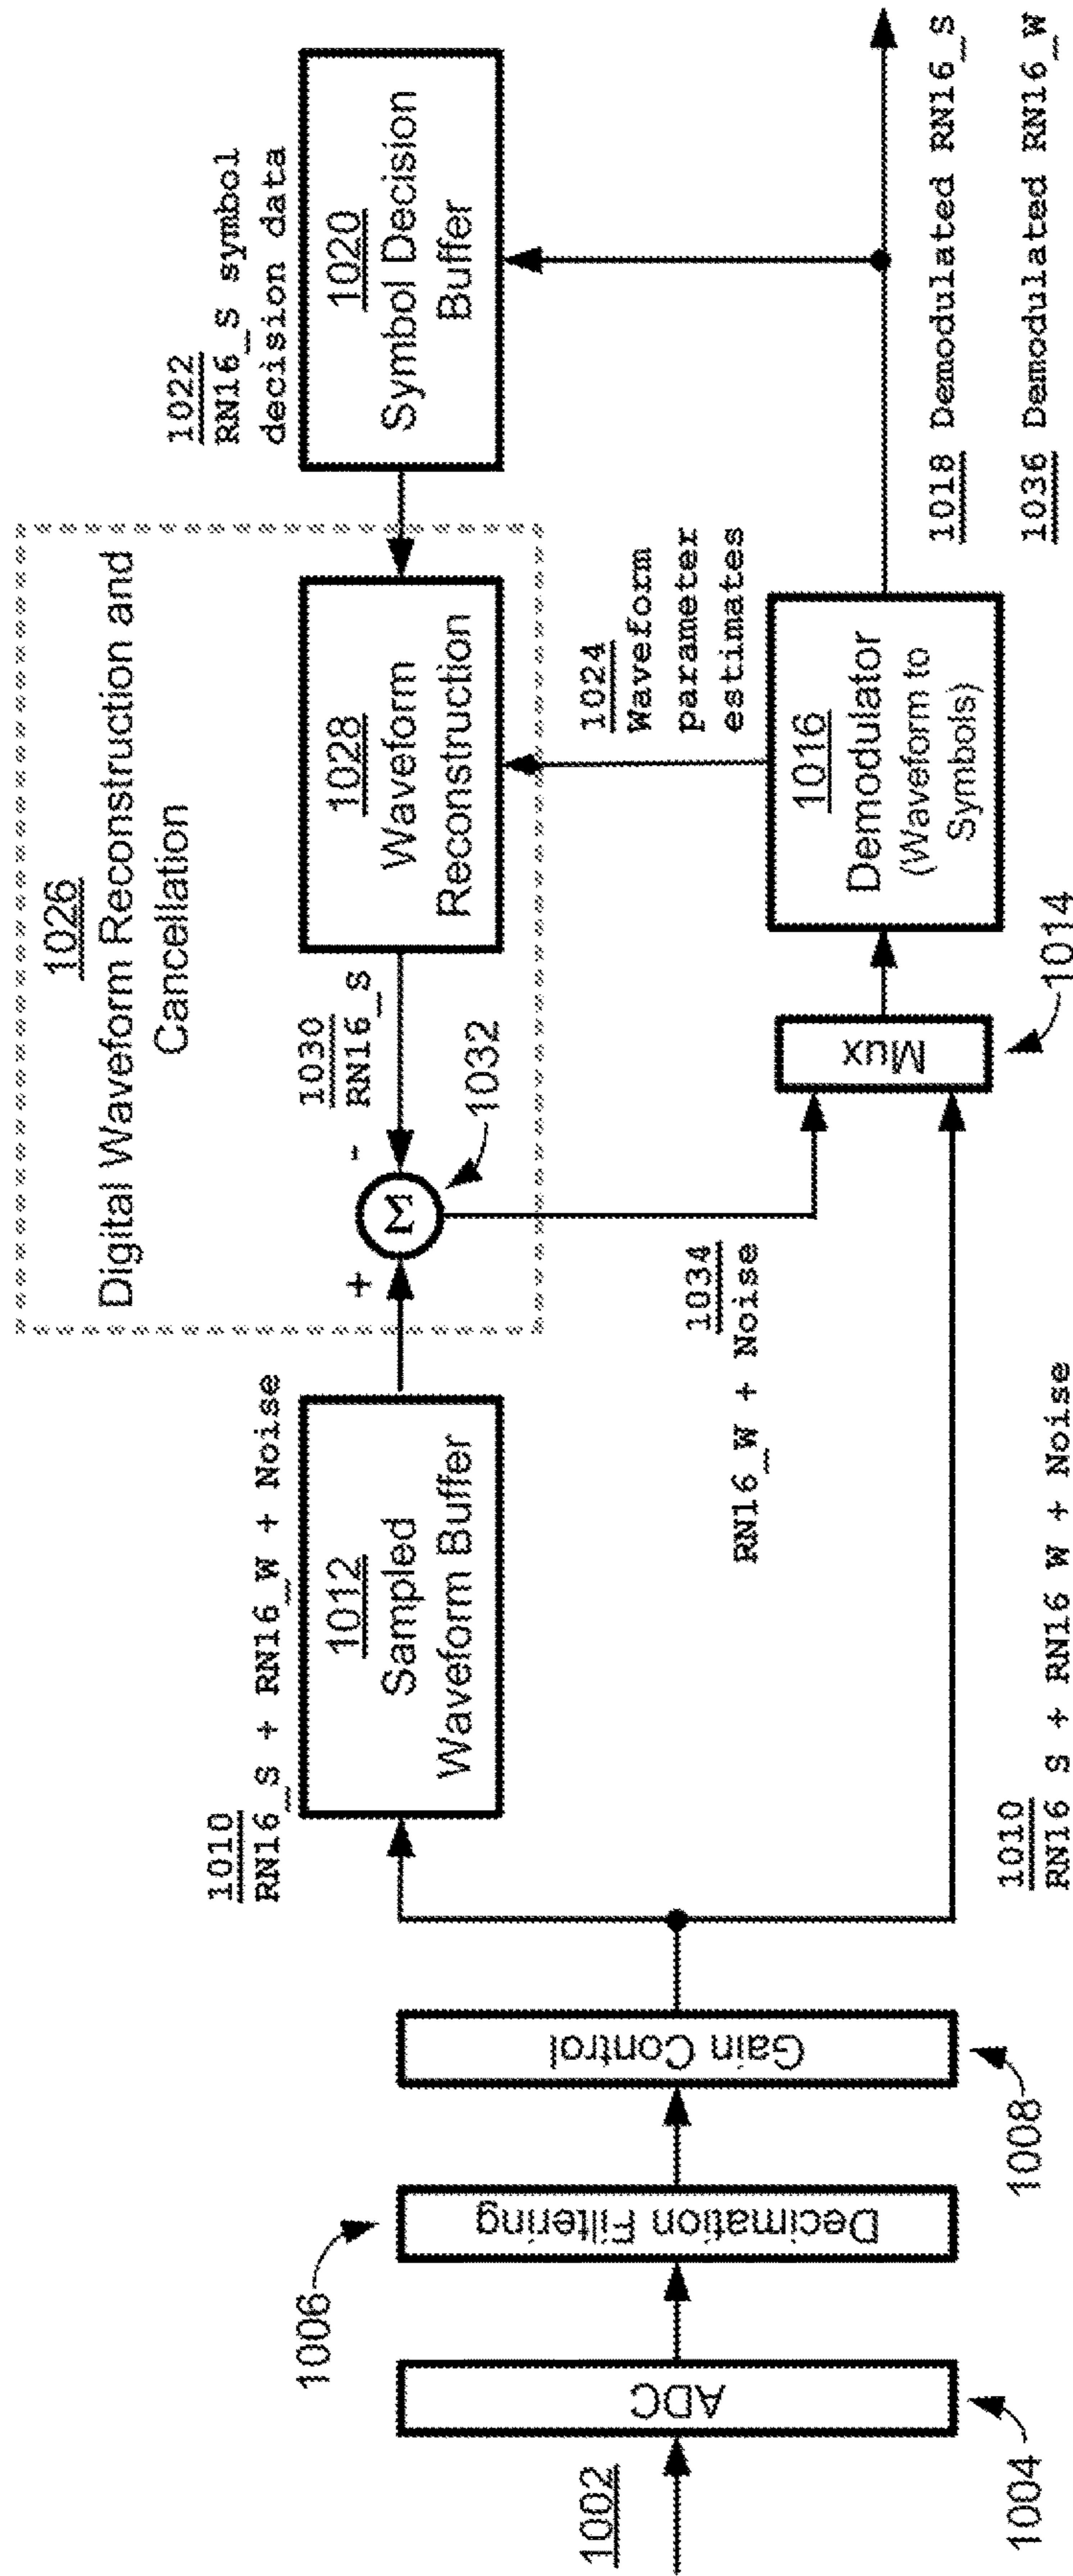 1002
ADC
1004
1006
Decimation Filtering
Gain Control
1008
1010
RN16_S + RN16_W + Noise
1012
Sampled
Waveform Buffer
1010
RN16 S + RN16 W + Noise
1026
Digital Waveform Reconstruction and
Cancellation
+
Σ
-
1032
1030
RN16_S
1028
Waveform
Reconstruction
1034
RN16_W + Noise
Mux
1014
1024
Waveform
parameter
estimates
1016
Demodulator
(Waveform to
Symbols)
1022
RN16_S symbol
decision data
1020
Symbol Decision
Buffer
1018 Demodulated RN16_S
1036 Demodulated RN16_W